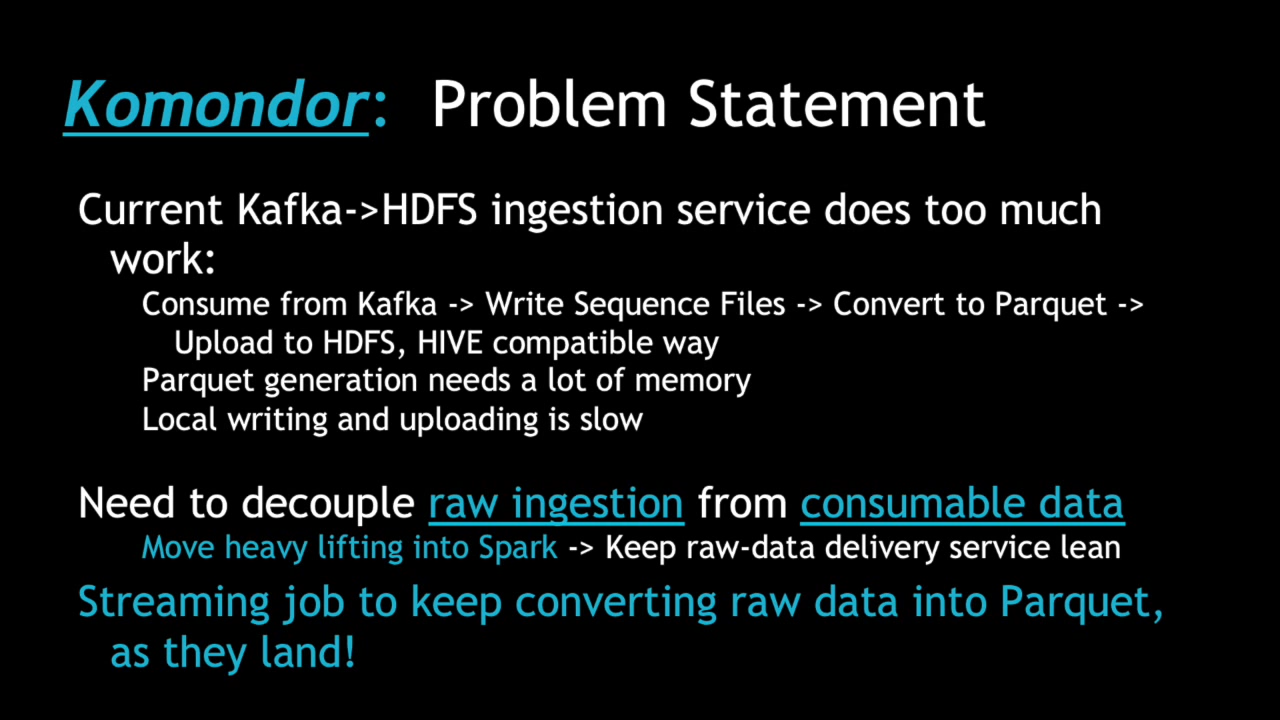 Komondor: Problem Statement
Current Kafka->HDFS ingestion service does too much
work:
Consume from Kafka -> Write Sequence Files -> Convert to Parquet ->
Upload to HDFS, HIVE compatible way
Parquet generation needs a lot of memory
Local writing and uploading is slow
Need to decouple raw ingestion from consumable data
Move heavy lifting into Spark -> Keep raw-data delivery service lean
Streaming job to keep converting raw data into Parquet,
as they land!